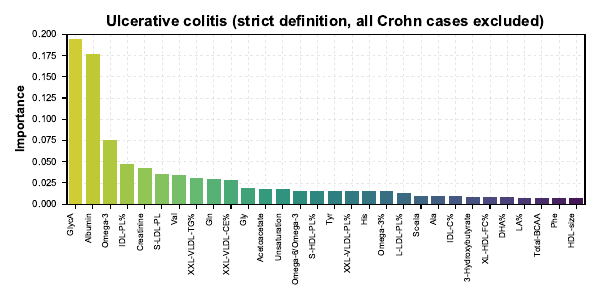 Ulcerative colitis (strict definition, all Crohn cases excluded)
Importance
0.200
0.175
0.150
0.125
0.100
0.075
0.050
0.025
0.000
GlycA
Albumin
Omega-3
IDL-PL%
Creatinine
S-LDL-PL
Val
XXL-VLDL-TG%
Gln
XXL-VLDL-CE%
Gly
Acetoacetate
Unsaturation
Omega-6/Omega-3
S-HDL-PL%
Tyr
XXL-VLDL-PL%
His
Omega-3%
L-LDL-PL%
Ala
IDL-C%
3-Hydroxybutyrate
XL-HDL-FC%
DHA%
LA%
Total-BCAA
Phe
HDL-size